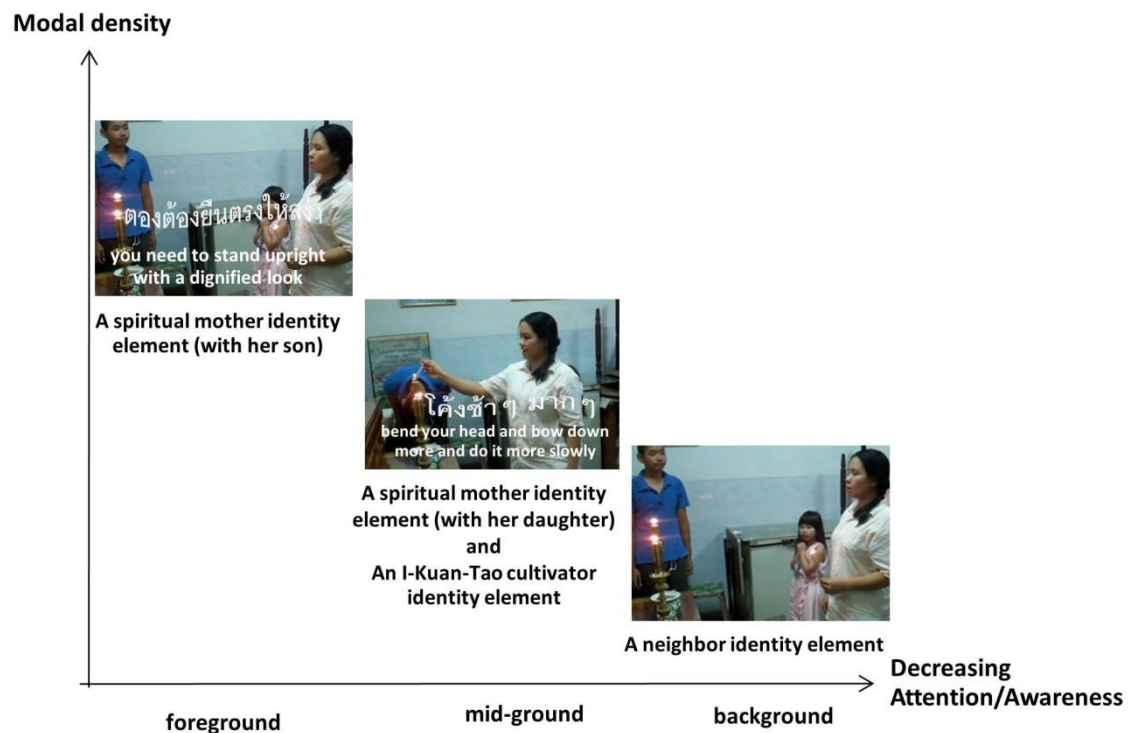 Modal density
ตองต้องยืนตรงให้สง่า
you need to stand upright
with a dignified look
A spiritual mother identity
element (with her son)
โค้งช้าๆ มากๆ
bend your head and bow down
more and do it more slowly
A spiritual mother identity
element (with her daughter)
and
An I-Kuan-Tao cultivator
identity element
A neighbor identity element
Decreasing
Attention/Awareness
foreground
mid-ground
background